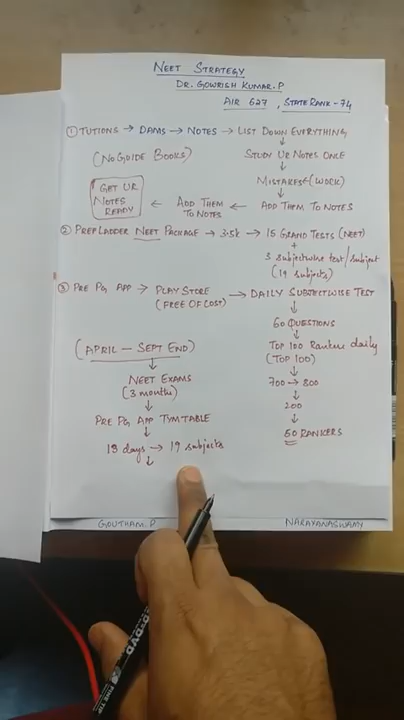 NEET STRATEGY
DR. GOWRISH KUMAR. P
AIR 627, STATE RANK - 74
① TUTIONS → DAMS → NOTES → LIST DOWN EVERYTHING
(NO GUIDE BOOKS)
STUDY UR NOTES ONCE
MISTAKES (WORK)
ADD THEM TO NOTES
ADD THEM TO NOTES
GET UR NOTES READY
② PREPLADDER NEET PACKAGE → 3.5k → 15 GRAND TESTS (NEET)
+
3 subjectwise test/subject
(19 subjects)
③ PRE PG APP → PLAY STORE → DAILY SUBJECTWISE TEST
(FREE OF COST)
60 QUESTIONS
TOP 100 Rankers daily
(TOP 100)
700 → 800
200
50 RANKERS
(APRIL - SEPT END)
NEET EXAMS
(3 months)
PRE PG APP TYMTABLE
18 days → 19 subjects
GOUTHAM. P
NARAYANASWAMY